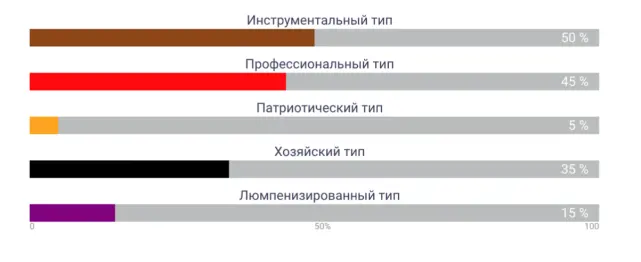 Инструментальный тип
50 %
Профессиональный тип
45 %
Патриотический тип
5 %
Хозяйский тип
35 %
Люмпенизированный тип
15 %
0 50% 100